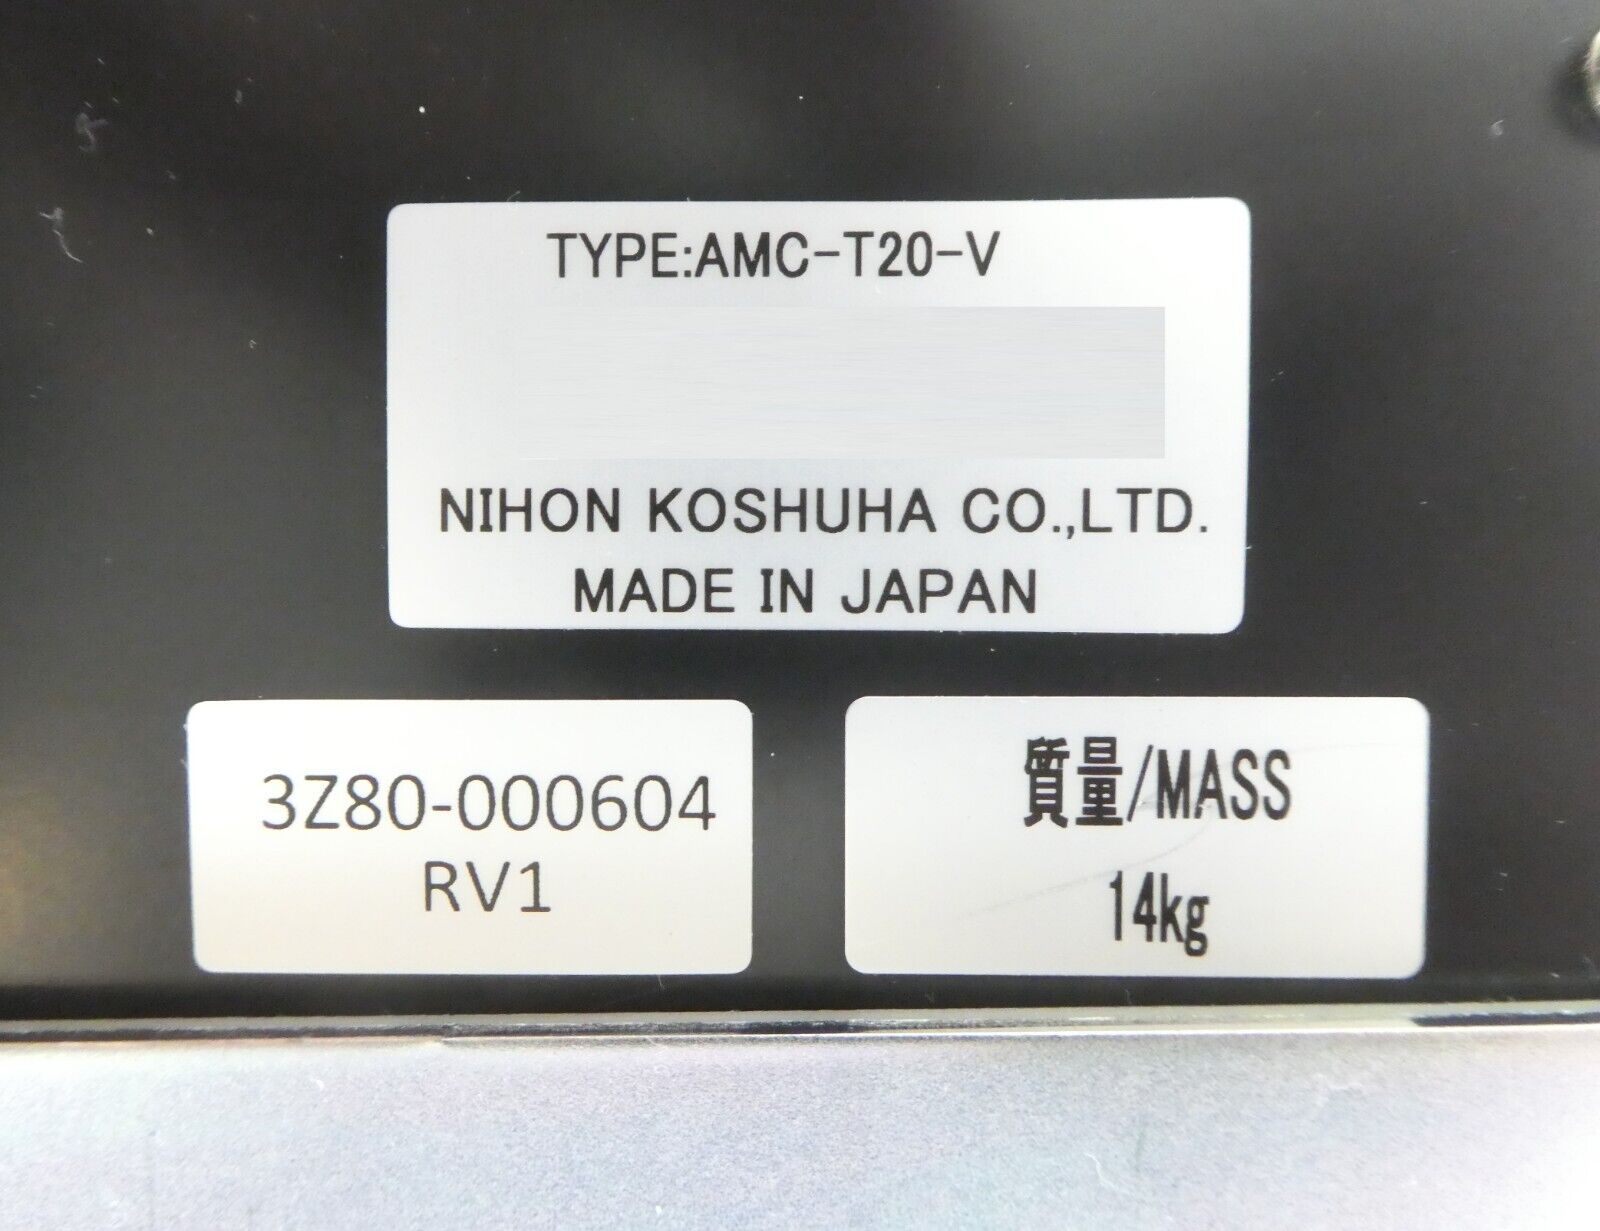 TYPE:AMC-T20-V
NIHON KOSHUHA CO.,LTD.
MADE IN JAPAN
3Z80-000604
RV1
質量/MASS
14kg